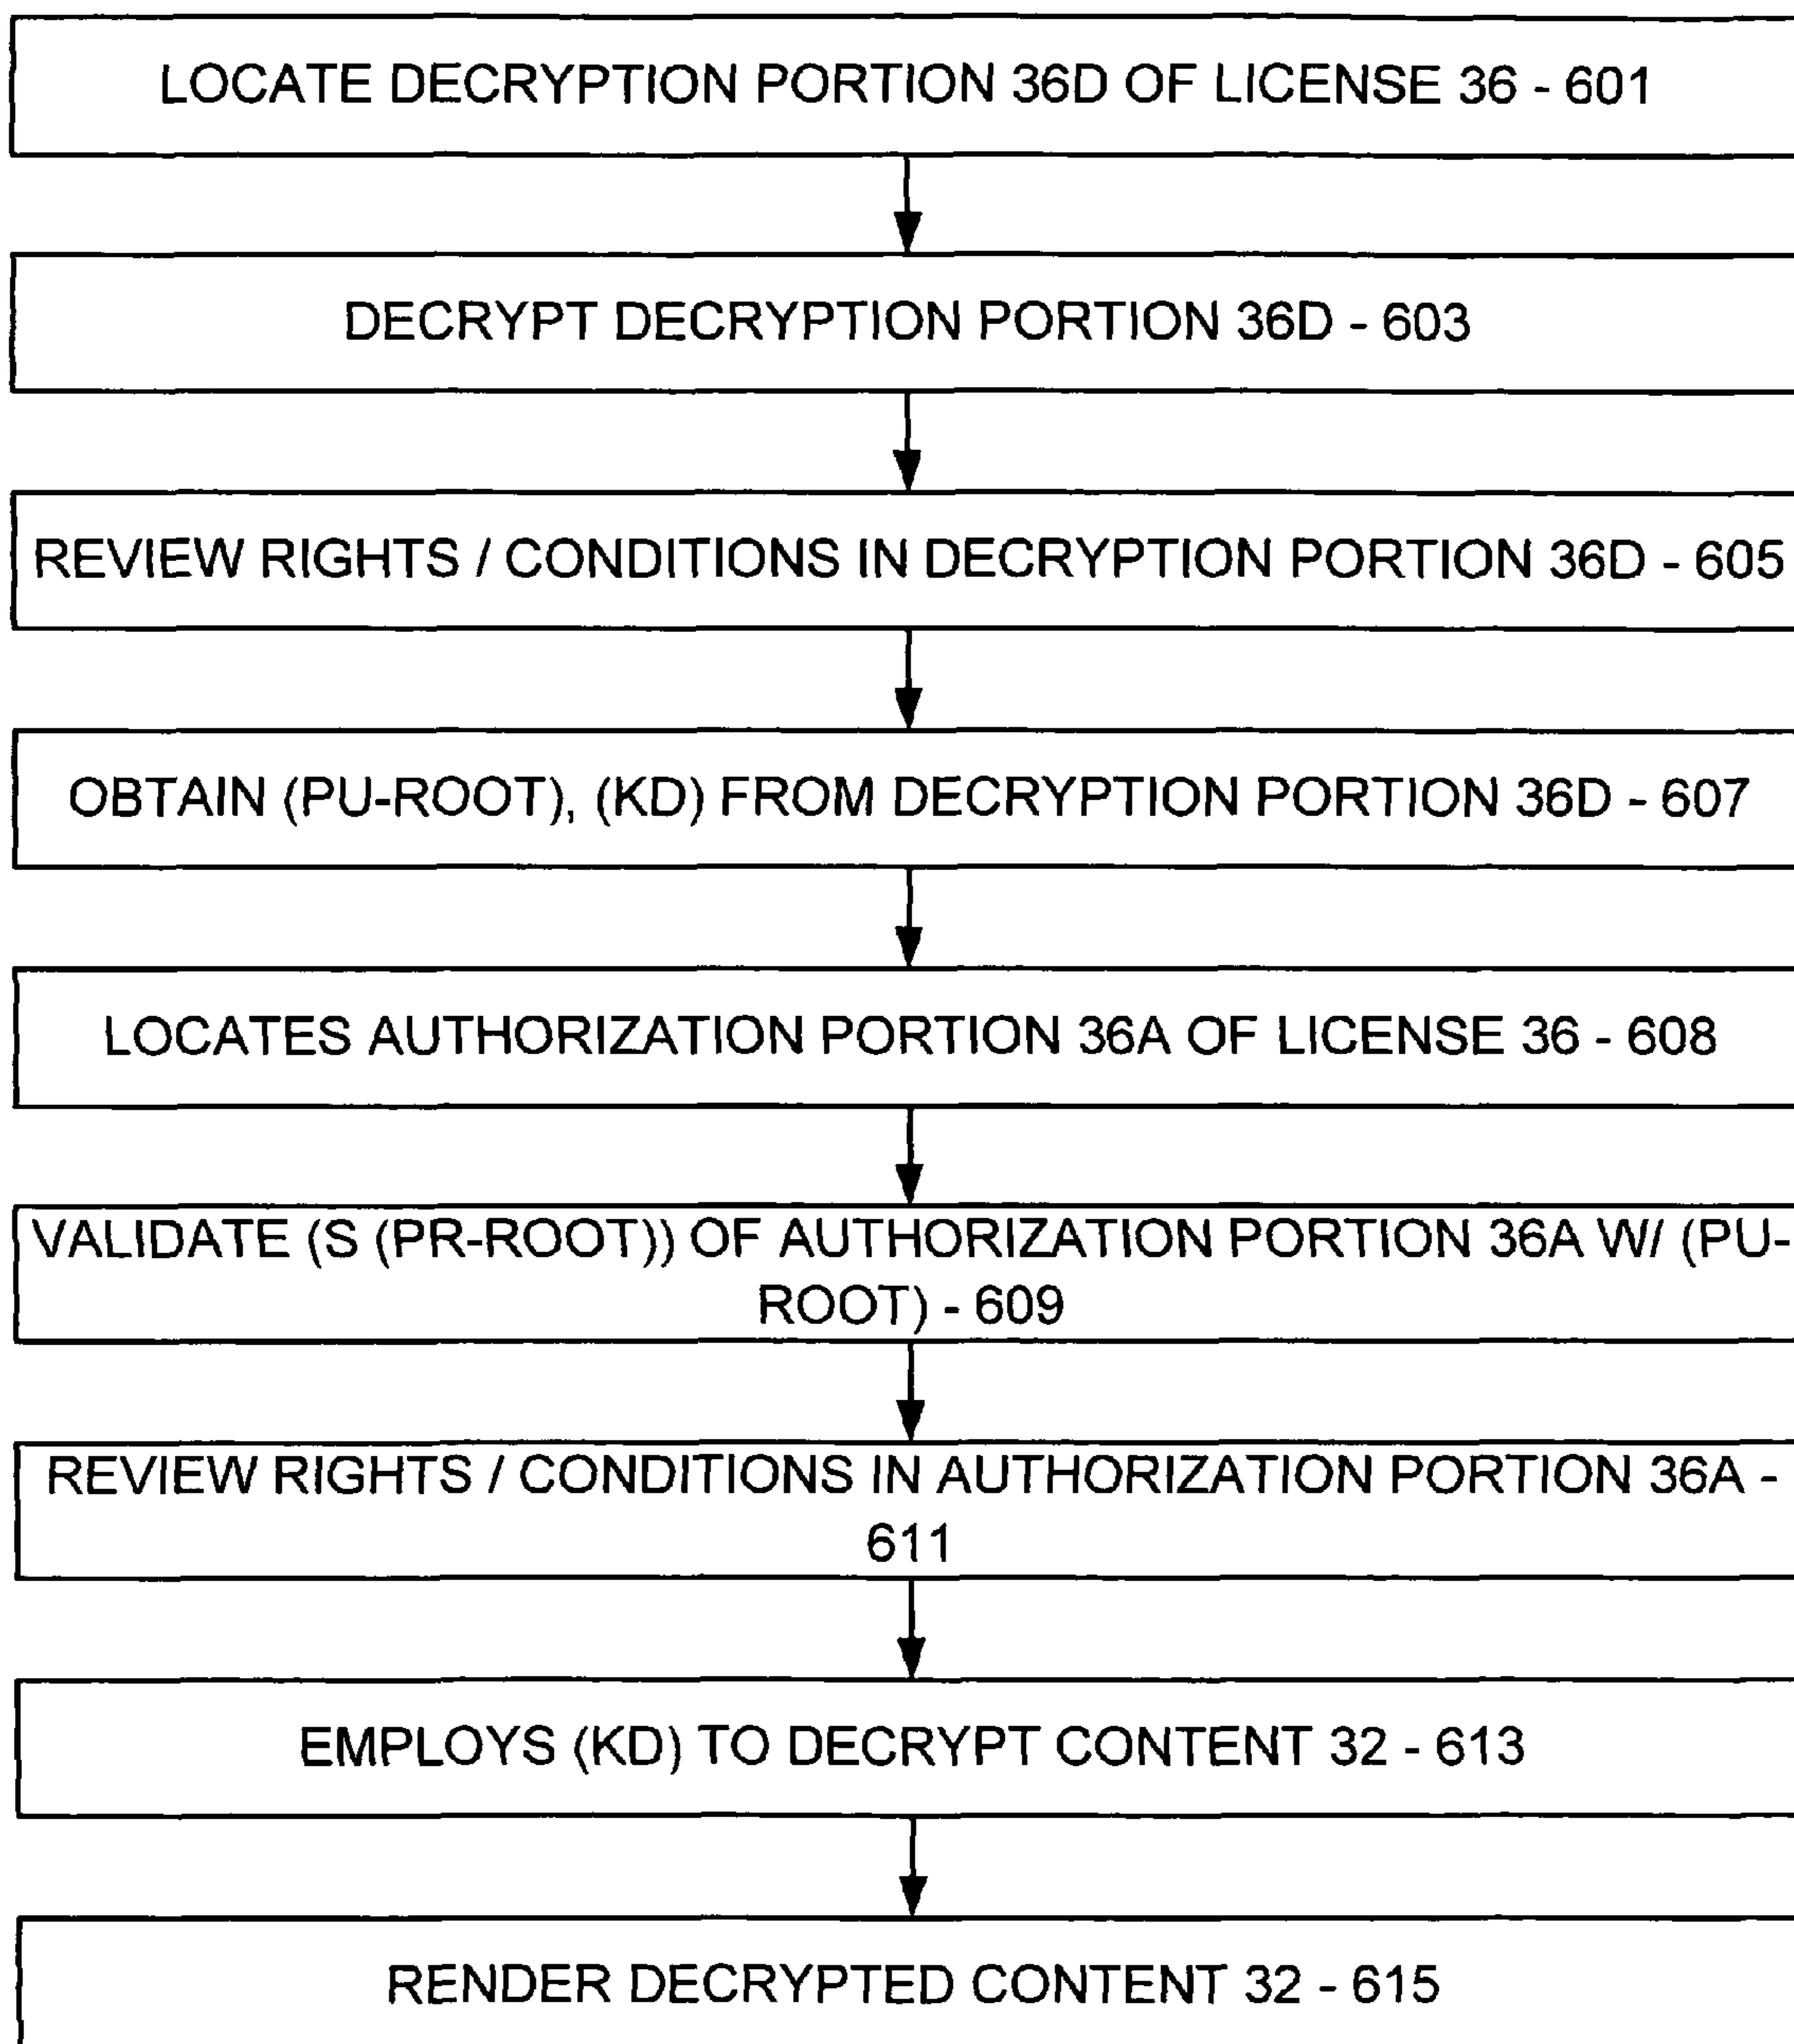 LOCATE DECRYPTION PORTION 36D OF LICENSE 36 - 601
DECRYPT DECRYPTION PORTION 36D - 603
REVIEW RIGHTS / CONDITIONS IN DECRYPTION PORTION 36D - 605
OBTAIN (PU-ROOT), (KD) FROM DECRYPTION PORTION 36D - 607
LOCATES AUTHORIZATION PORTION 36A OF LICENSE 36 - 608
VALIDATE (S (PR-ROOT)) OF AUTHORIZATION PORTION 36A W/ (PU-
ROOT) - 609
REVIEW RIGHTS / CONDITIONS IN AUTHORIZATION PORTION 36A -
611
EMPLOYS (KD) TO DECRYPT CONTENT 32 - 613
RENDER DECRYPTED CONTENT 32 - 615